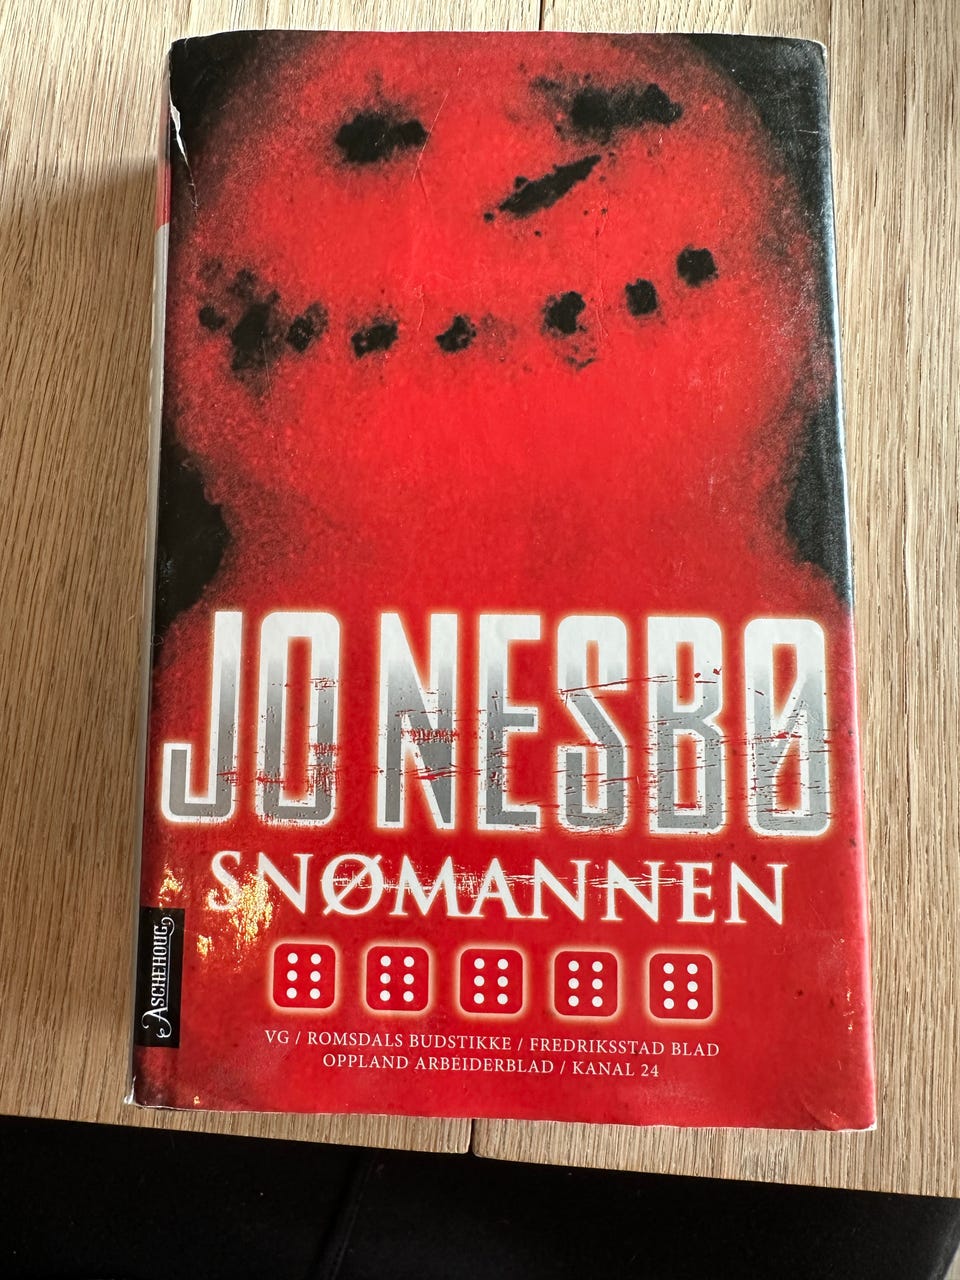 JO NESBØ
SNØMANNEN
ASCHEHOUG
VG / ROMSDALS BUDSTIKKE / FREDRIKSSTAD BLAD
OPPLAND ARBEIDERBLAD / KANAL 24